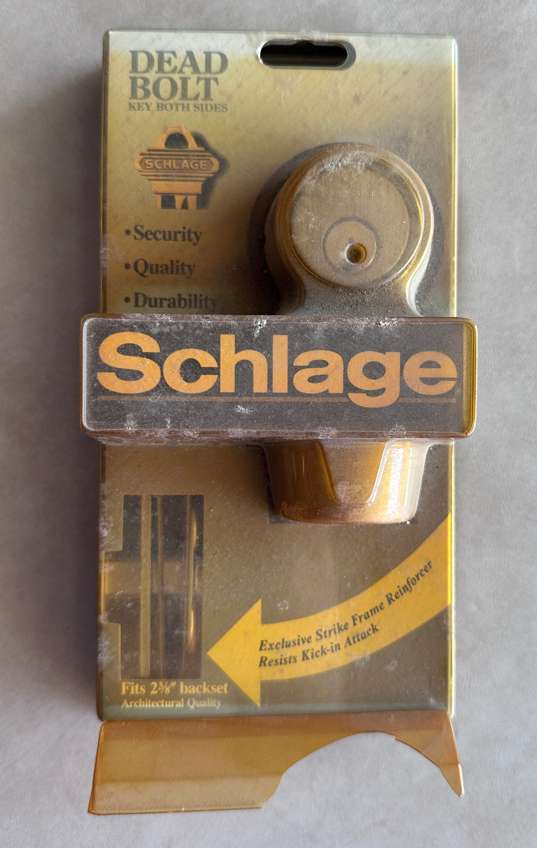 DEAD
BOLT
KEY BOTH SIDES
SCHLAGE
• Security
• Quality
• Durability
Schlage
Exclusive Strike Frame Reinforcer
Resists Kick-in Attack
Fits 2⅜" backset
Architectural Quality